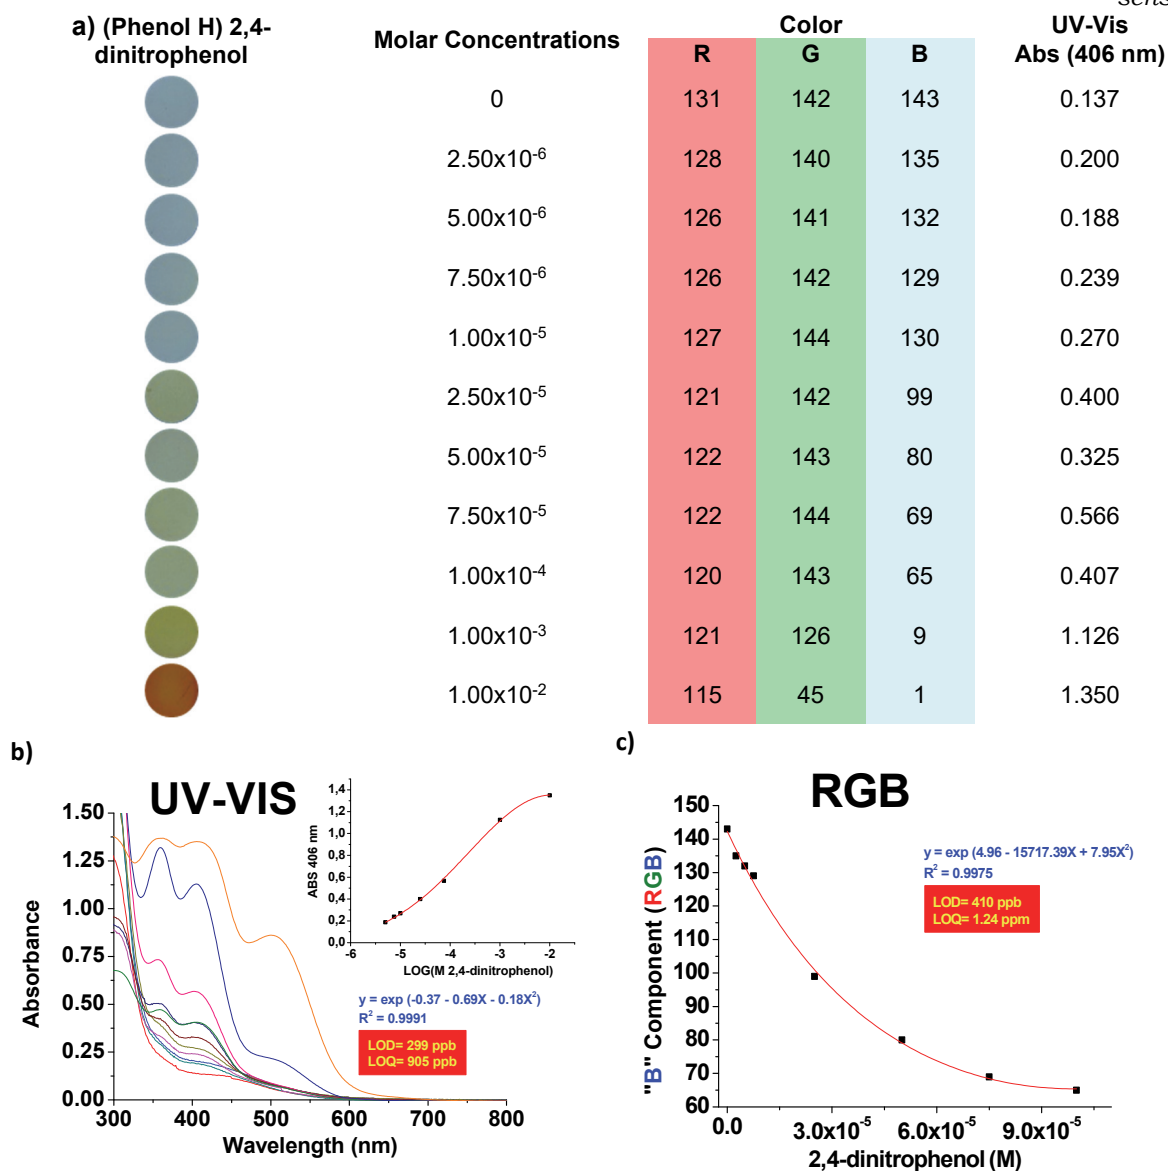 sens
a) (Phenol H) 2,4-
dinitrophenol
Molar Concentrations
Color
R G B
UV-Vis
Abs (406 nm)
0 131 142 143 0.137
2.50x10⁻⁶ 128 140 135 0.200
5.00x10⁻⁶ 126 141 132 0.188
7.50x10⁻⁶ 126 142 129 0.239
1.00x10⁻⁵ 127 144 130 0.270
2.50x10⁻⁵ 121 142 99 0.400
5.00x10⁻⁵ 122 143 80 0.325
7.50x10⁻⁵ 122 144 69 0.566
1.00x10⁻⁴ 120 143 65 0.407
1.00x10⁻³ 121 126 9 1.126
1.00x10⁻² 115 45 1 1.350
b)
UV-VIS
1.50
1.25
1.00
0.75
0.50
0.25
0.00
Absorbance
300 400 500 600 700 800
Wavelength (nm)
1,4
1,2
1,0
0,8
0,6
0,4
0,2
0,0
ABS 406 nm
-6 -5 -4 -3 -2 -1
LOG(M 2,4-dinitrophenol)
y = exp (-0.37 - 0.69X - 0.18X²)
R² = 0.9991
LOD= 299 ppb
LOQ= 905 ppb
c)
RGB
150
140
130
120
110
100
90
80
70
60
"B" Component (RGB)
y = exp (4.96 - 15717.39X + 7.95X²)
R² = 0.9975
LOD= 410 ppb
LOQ= 1.24 ppm
0.0 3.0x10⁻⁵ 6.0x10⁻⁵ 9.0x10⁻⁵
2,4-dinitrophenol (M)